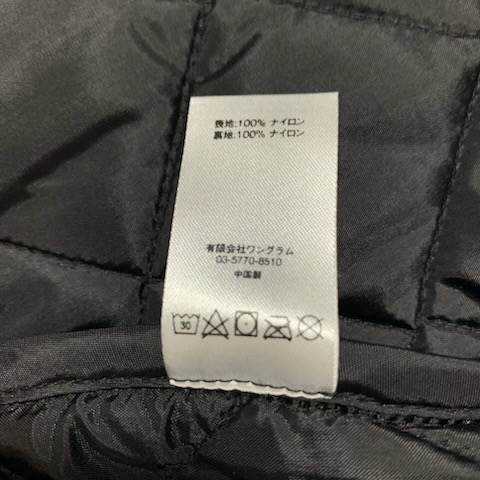 表地:100% ナイロン
裏地:100% ナイロン
有限会社ワングラム
03-5770-8510
中国製
30